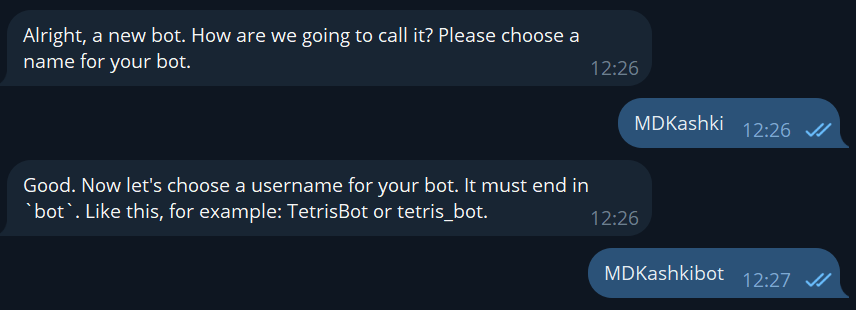 Alright, a new bot. How are we going to call it? Please choose a
name for your bot.
12:26
MDKashki 12:26
Good. Now let's choose a username for your bot. It must end in
`bot`. Like this, for example: TetrisBot or tetris_bot.
12:26
MDKashkibot 12:27